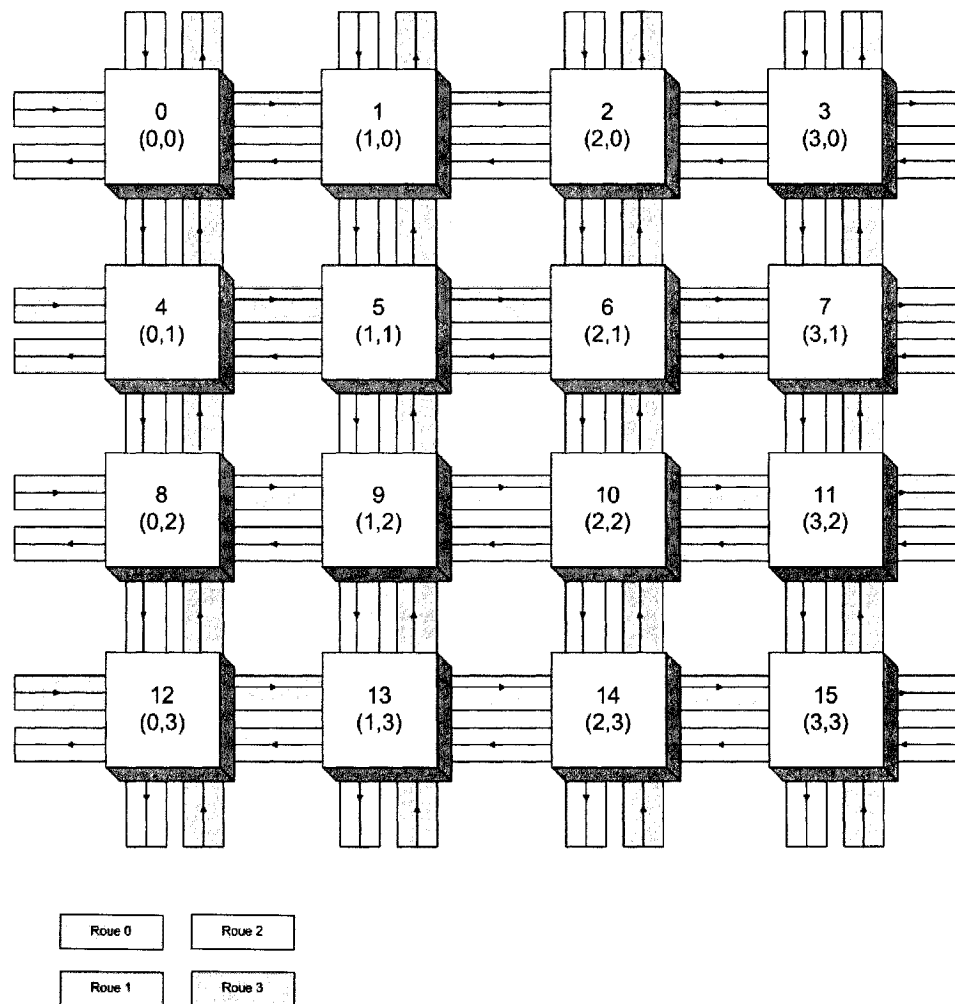 0 1 2 3
(0,0) (1,0) (2,0) (3,0)
4 5 6 7
(0,1) (1,1) (2,1) (3,1)
8 9 10 11
(0,2) (1,2) (2,2) (3,2)
12 13 14 15
(0,3) (1,3) (2,3) (3,3)
Roue 0 Roue 2
Roue 1 Roue 3